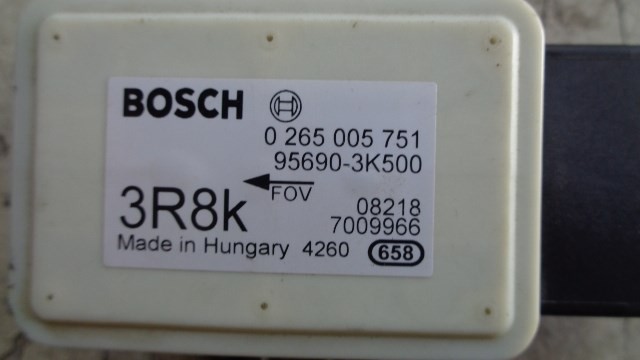 BOSCH
0 265 005 751
95690-3K500
FOV
3R8k
08218
7009966
Made in Hungary 4260 658